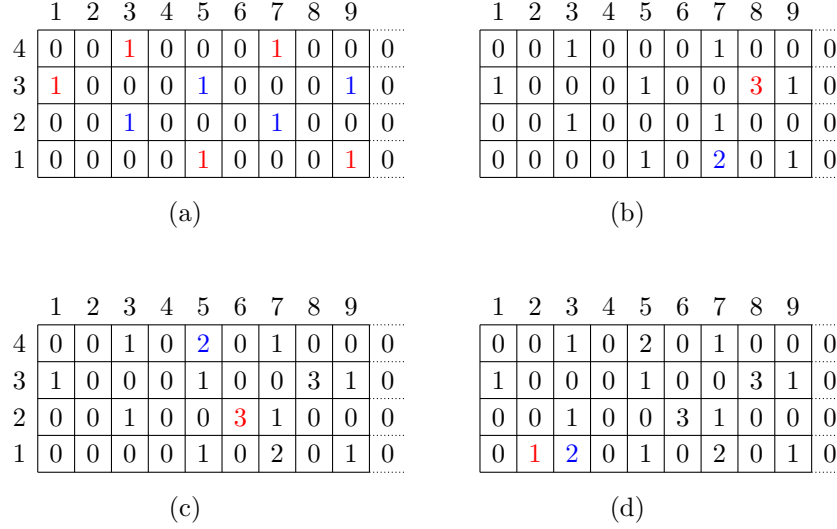 1 2 3 4 5 6 7 8 9 1 2 3 4 5 6 7 8 9
4 0 0 1 0 0 0 1 0 0 0 4 0 0 1 0 0 0 1 0 0 0
3 1 0 0 0 1 0 0 0 1 0 3 1 0 0 0 1 0 0 3 1 0
2 0 0 1 0 0 0 1 0 0 0 2 0 0 1 0 0 0 1 0 0 0
1 0 0 0 0 1 0 0 0 1 0 1 0 0 0 0 1 0 2 0 1 0
(a) (b)
1 2 3 4 5 6 7 8 9 1 2 3 4 5 6 7 8 9
4 0 0 1 0 2 0 1 0 0 0 4 0 0 1 0 2 0 1 0 0 0
3 1 0 0 0 1 0 0 3 1 0 3 1 0 0 0 1 0 0 3 1 0
2 0 0 1 0 0 3 1 0 0 0 2 0 0 1 0 0 3 1 0 0 0
1 0 0 0 0 1 0 2 0 1 0 1 0 1 2 0 1 0 2 0 1 0
(c) (d)